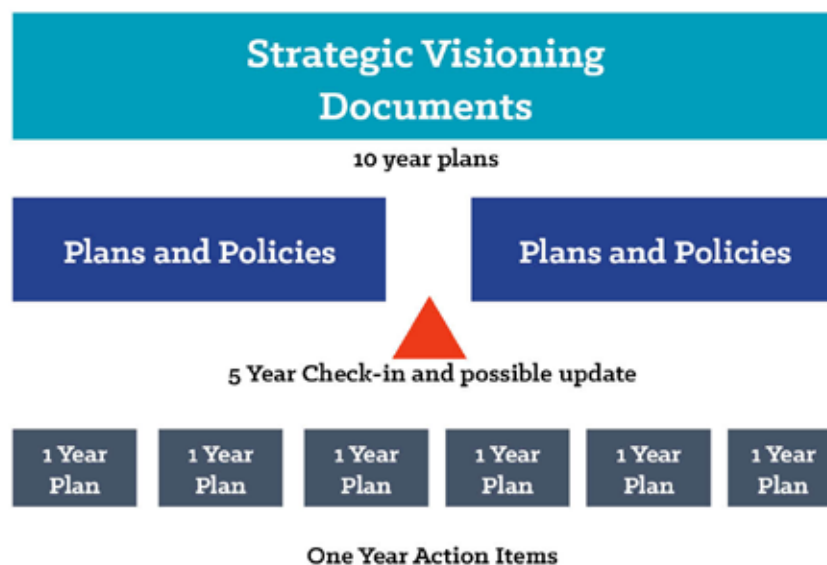 Strategic Visioning
Documents
10 year plans
Plans and Policies
Plans and Policies
5 Year Check-in and possible update
1 Year
Plan
1 Year
Plan
1 Year
Plan
1 Year
Plan
1 Year
Plan
1 Year
Plan
One Year Action Items